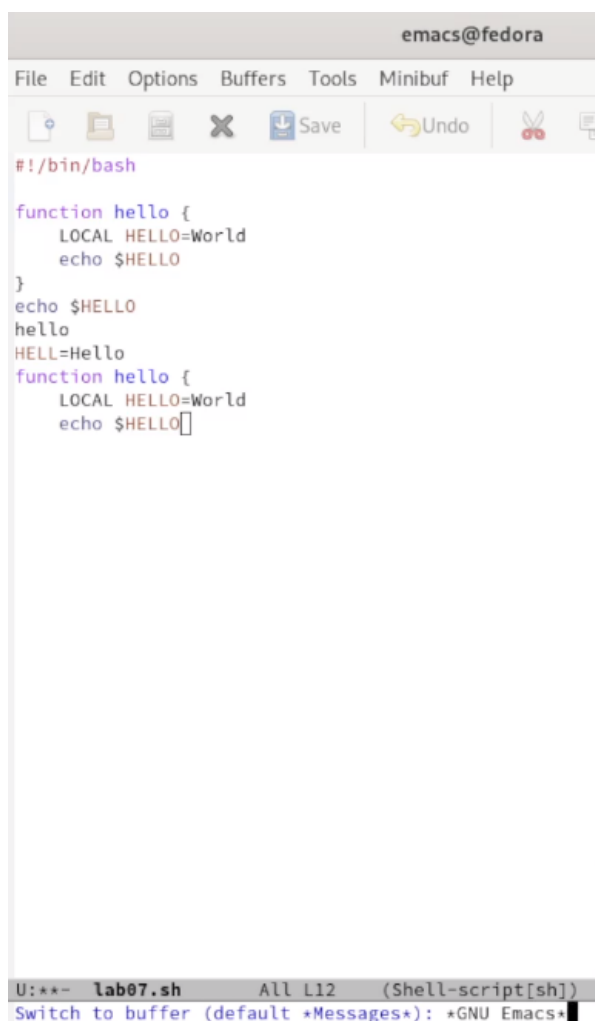 emacs@fedora
File Edit Options Buffers Tools Minibuf Help
Save Undo
#!/bin/bash
function hello {
    LOCAL HELLO=World
    echo $HELLO
}
echo $HELLO
hello
HELL=Hello
function hello {
    LOCAL HELLO=World
    echo $HELLO
U:**-  lab07.sh       All L12    (Shell-script[sh])
Switch to buffer (default *Messages*): *GNU Emacs*